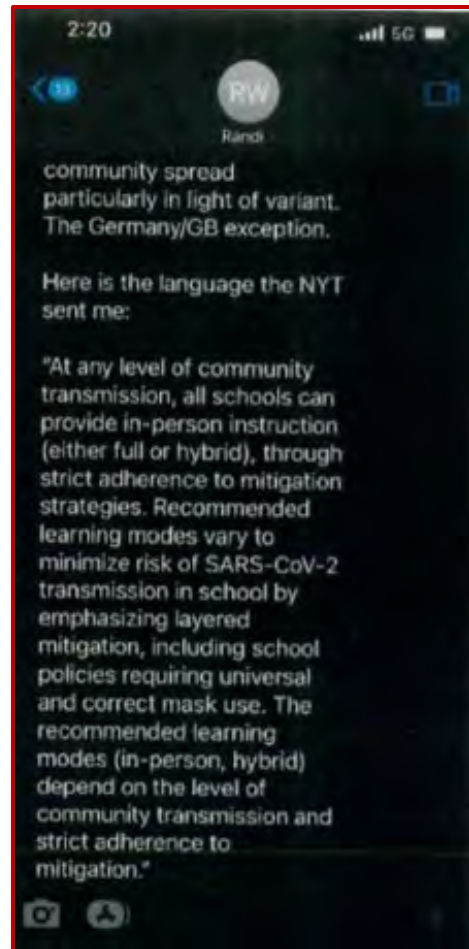 2:20
5G
13
RW
Randi
community spread
particularly in light of variant.
The Germany/GB exception.
Here is the language the NYT
sent me:
"At any level of community
transmission, all schools can
provide in-person instruction
(either full or hybrid), through
strict adherence to mitigation
strategies. Recommended
learning modes vary to
minimize risk of SARS-CoV-2
transmission in school by
emphasizing layered
mitigation, including school
policies requiring universal
and correct mask use. The
recommended learning
modes (in-person, hybrid)
depend on the level of
community transmission and
strict adherence to
mitigation."